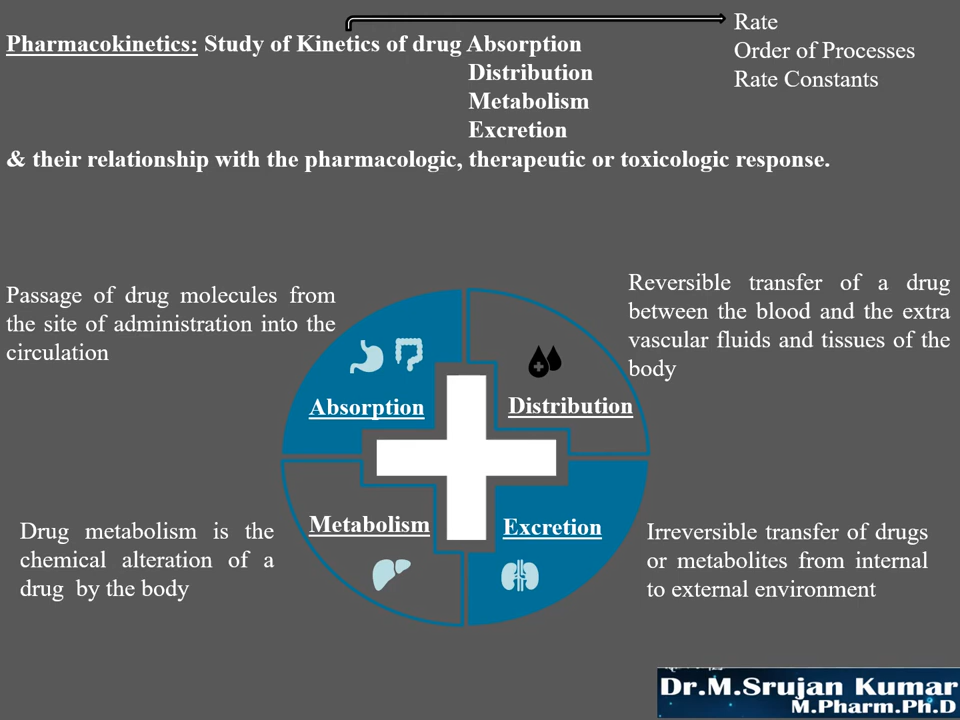 Rate
Pharmacokinetics: Study of Kinetics of drug Absorption
Order of Processes
Distribution
Rate Constants
Metabolism
Excretion
& their relationship with the pharmacologic, therapeutic or toxicologic response.
Passage of drug molecules from
the site of administration into the
circulation
Reversible transfer of a drug
between the blood and the extra
vascular fluids and tissues of the
body
Absorption
Distribution
Metabolism
Excretion
Drug metabolism is the
chemical alteration of a
drug by the body
Irreversible transfer of drugs
or metabolites from internal
to external environment
Dr.M.Srujan Kumar
M.Pharm.Ph.D